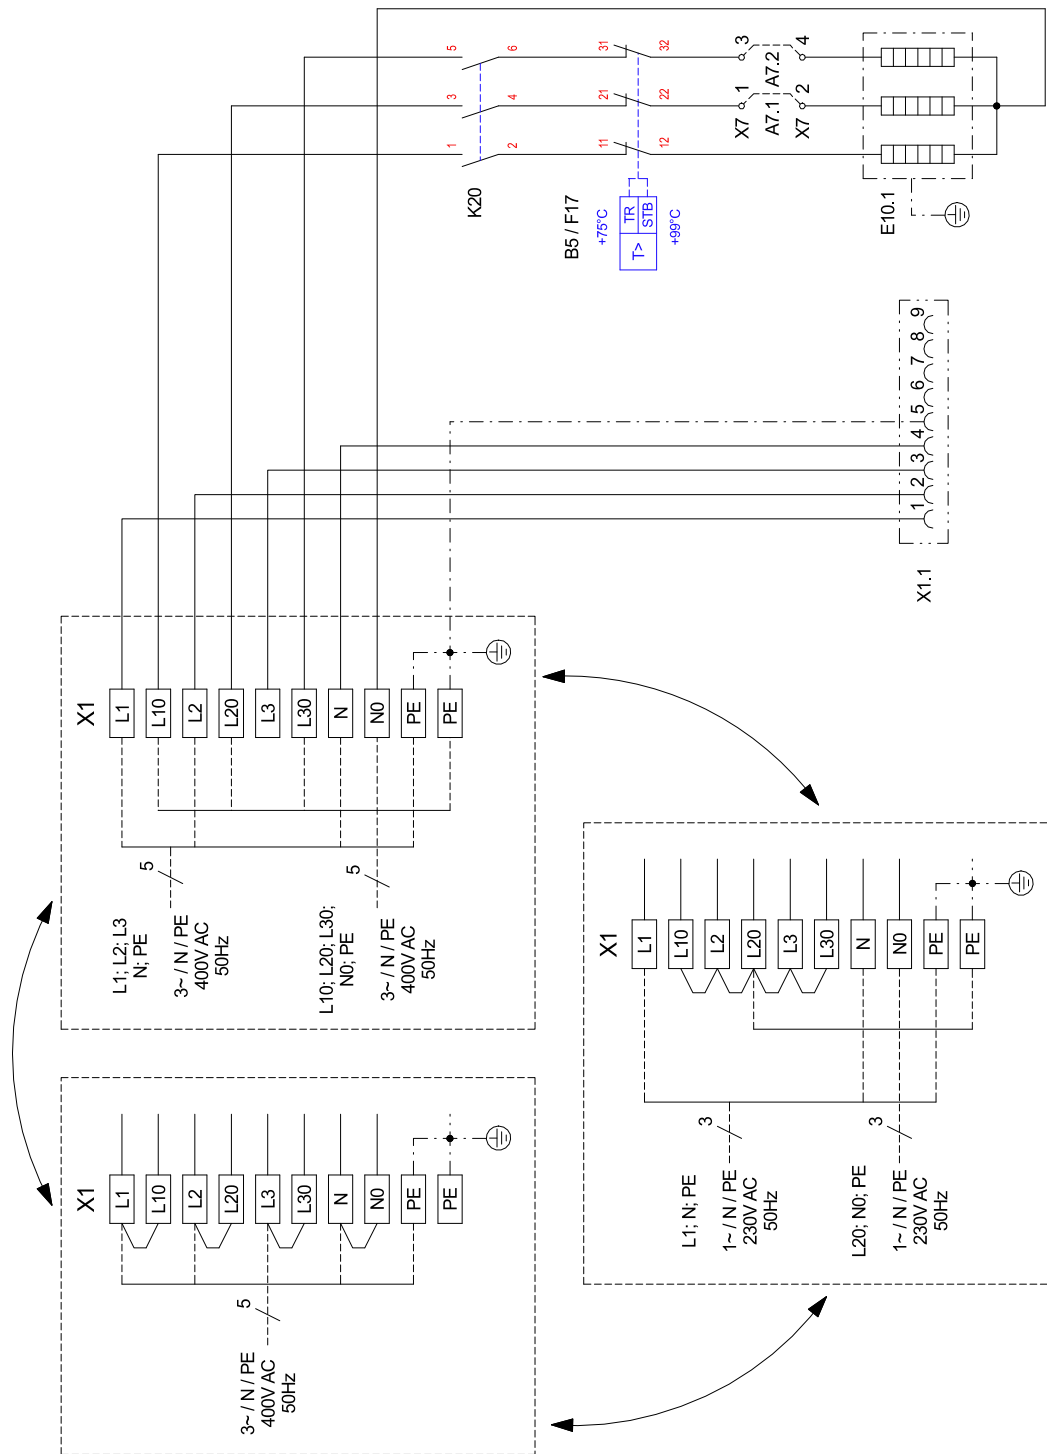 5
6
31
32
3
4
A7.2
3
4
21
22
X7
1
A7.1
X7
2
1
2
11
12
K20
B5 / F17
+75°C
TR
STB
T>
+99°C
E10.1
1
2
3
4
5
6
7
8
9
X1.1
X1
L1
L10
L2
L20
L3
L30
N
N0
PE
PE
5
5
L1; L2; L3
N; PE
3~ / N / PE
400V AC
50Hz
L10; L20; L30;
N0; PE
3~ / N / PE
400V AC
50Hz
X1
L1
L10
L2
L20
L3
L30
N
N0
PE
PE
5
3~ / N / PE
400V AC
50Hz
X1
L1
L10
L2
L20
L3
L30
N
N0
PE
PE
3
3
L1; N; PE
1~ / N / PE
230V AC
50Hz
L20; N0; PE
1~ / N / PE
230V AC
50Hz